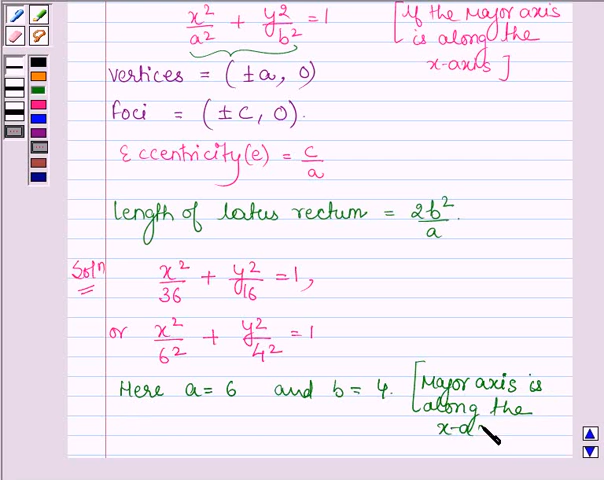 x²/a² + y²/b² = 1 [If the Major axis
is along the
x-axis]
vertices = (±a, 0)
foci = (±c, 0).
Eccentricity(e) = c/a
length of latus rectum = 2b²/a.
Solⁿ x²/36 + y²/16 = 1,
or x²/6² + y²/4² = 1
Here a = 6 and b = 4. [Major axis is
along the
x-a